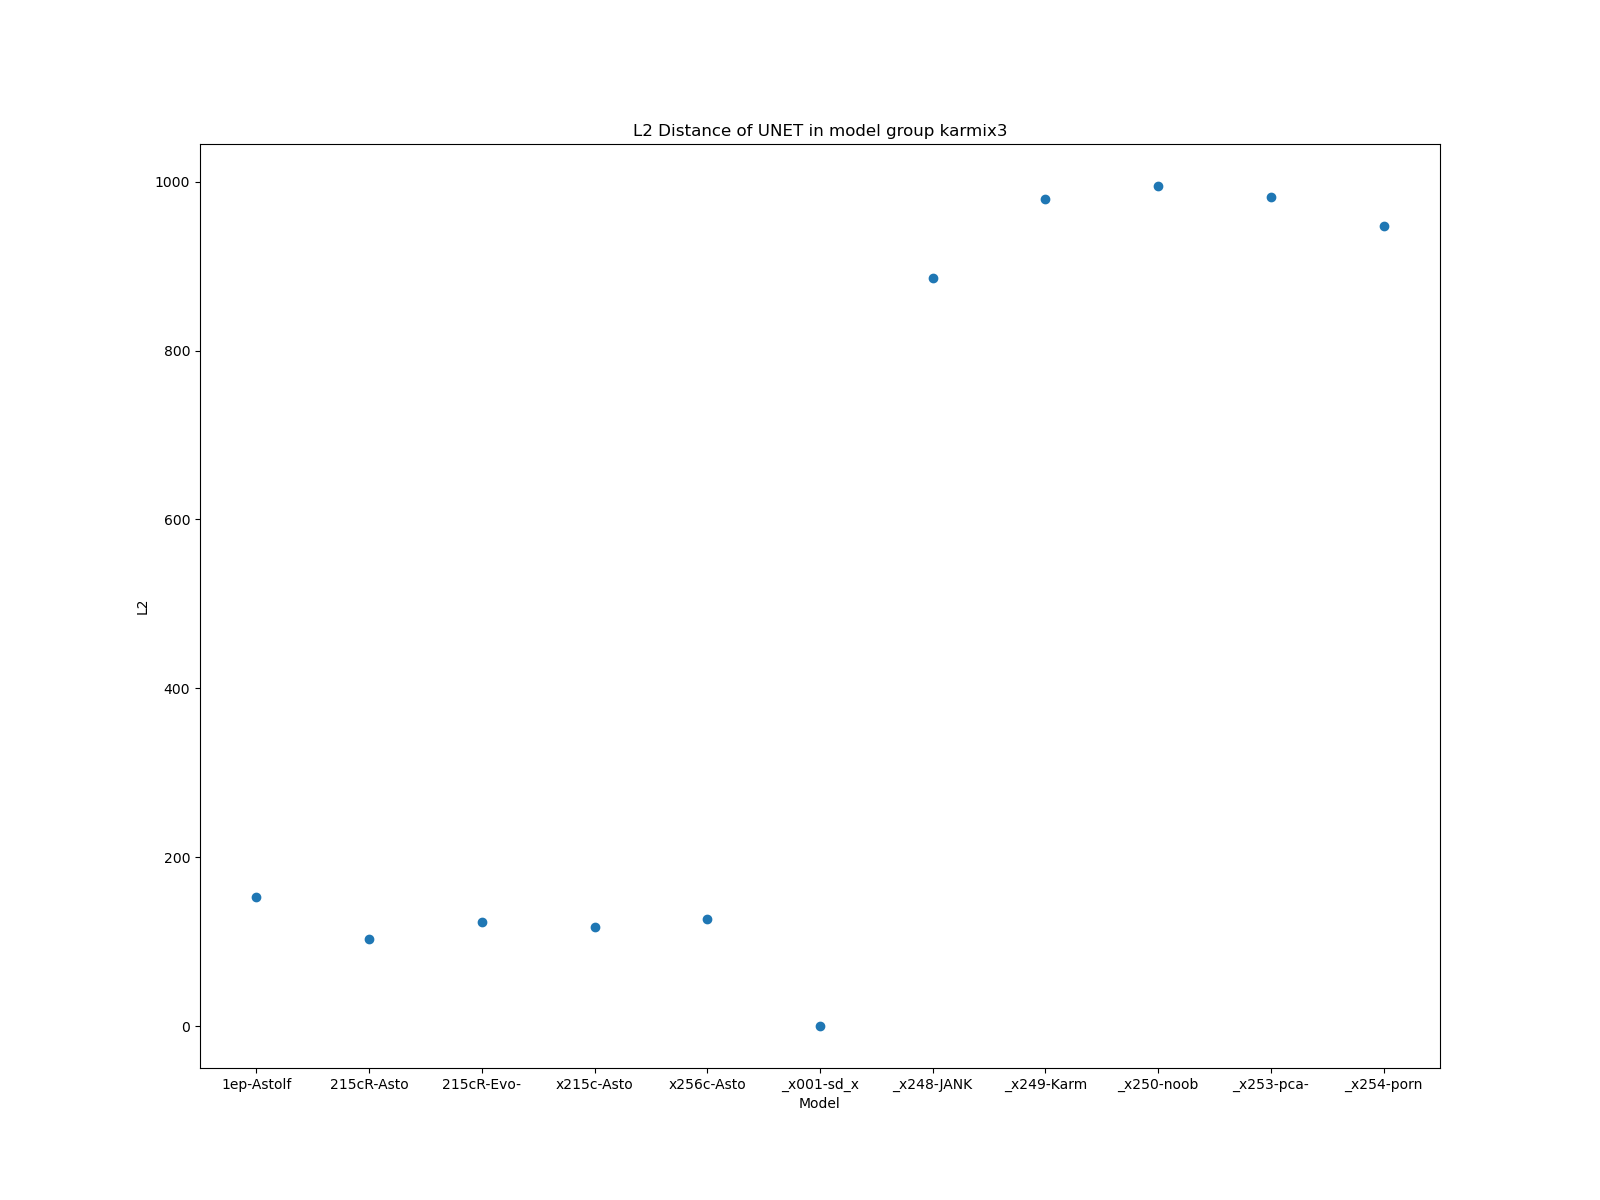 L2 Distance of UNET in model group karmix3
1000
800
600
400
200
0
L2
1ep-Astolf 215cR-Asto 215cR-Evo- x215c-Asto x256c-Asto _x001-sd_x _x248-JANK _x249-Karm _x250-noob _x253-pca- _x254-porn
Model